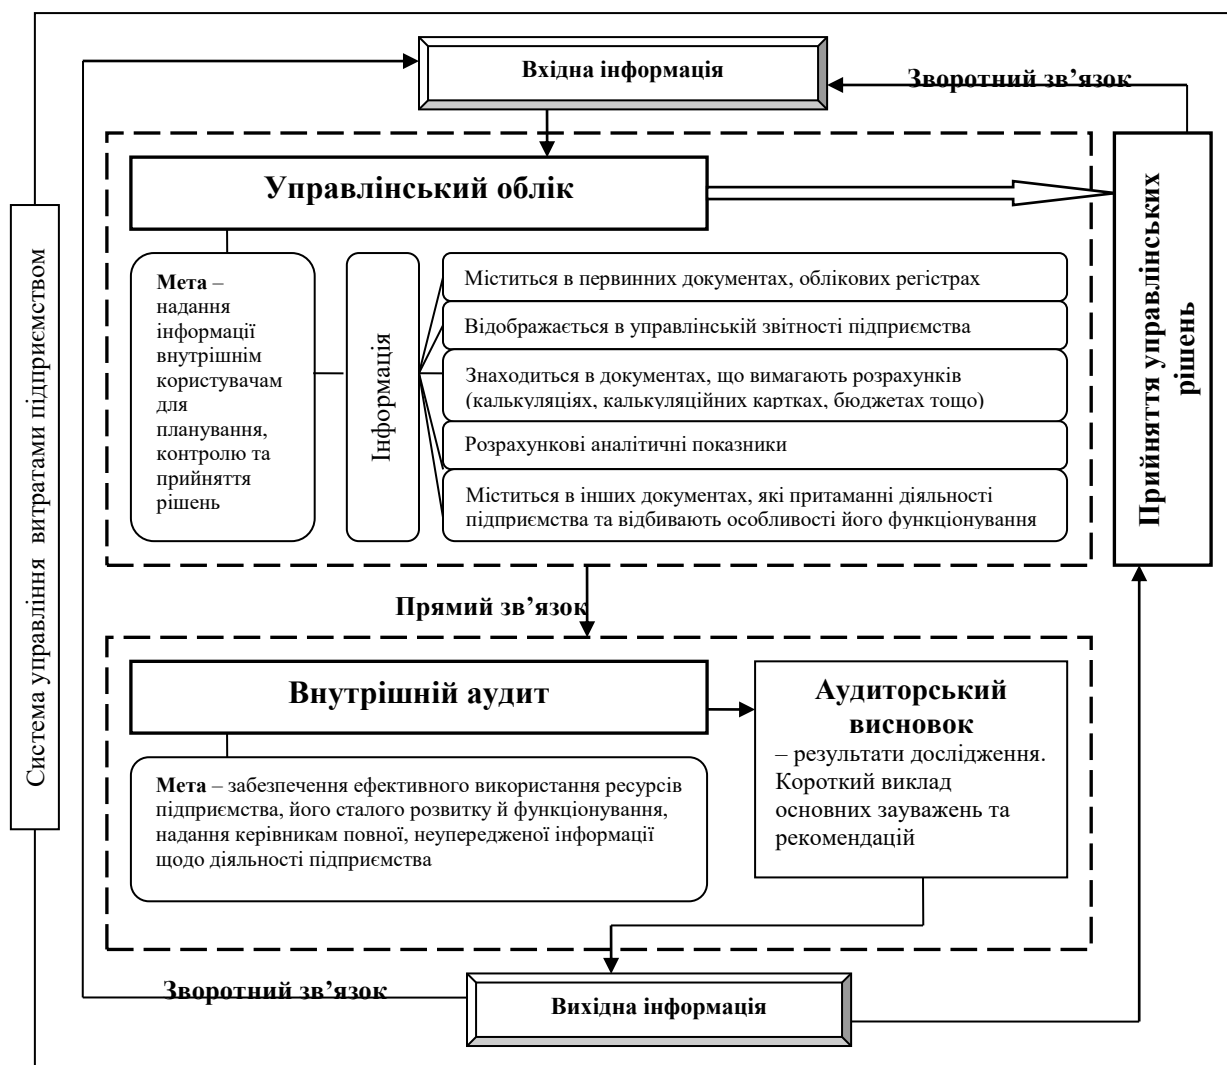 Вхідна інформація
Зворотний зв’язок
Управлінський облік
Прийняття управлінських
рішень
Система управління витратами підприємством
Мета –
надання
інформації
внутрішнім
користувачам
для
планування,
контролю та
прийняття
рішень
Інформація
Міститься в первинних документах, облікових регістрах
Відображається в управлінській звітності підприємства
Знаходиться в документах, що вимагають розрахунків
(калькуляціях, калькуляційних картках, бюджетах тощо)
Розрахункові аналітичні показники
Міститься в інших документах, які притаманні діяльності
підприємства та відбивають особливості його функціонування
Прямий зв’язок
Внутрішній аудит
Мета – забезпечення ефективного використання ресурсів
підприємства, його сталого розвитку й функціонування,
надання керівникам повної, неупередженої інформації
щодо діяльності підприємства
Аудиторський
висновок
– результати дослідження.
Короткий виклад
основних зауважень та
рекомендацій
Зворотний зв’язок
Вихідна інформація